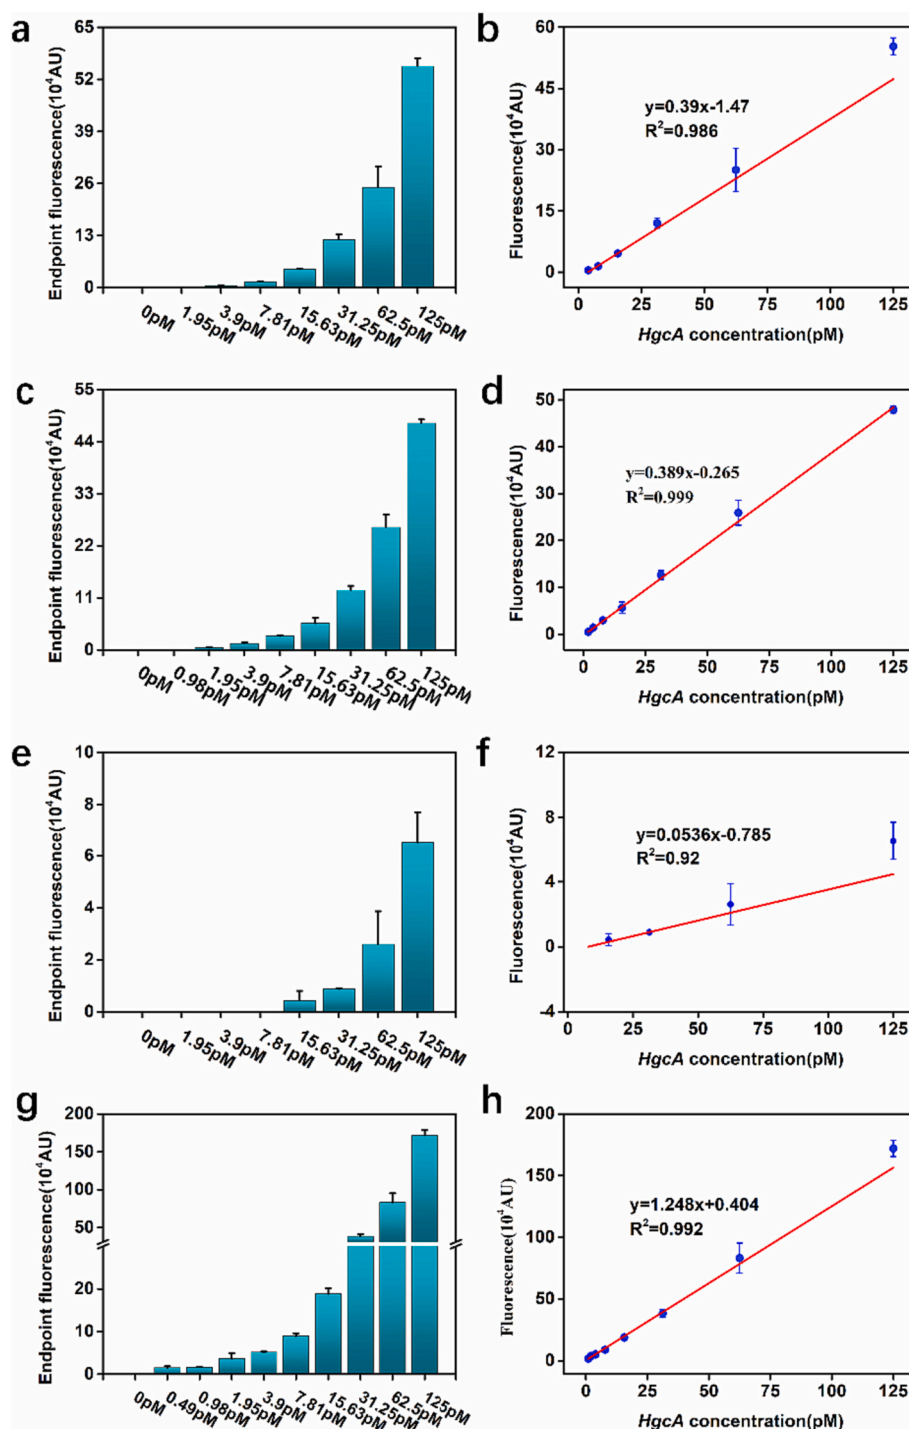 a
Endpoint fluorescence(10⁴AU)
65
52
39
26
13
0
0pM
1.95pM
3.9pM
7.81pM
15.63pM
31.25pM
62.5pM
125pM
b
Fluorescence(10⁴AU)
60
45
30
15
0
y=0.39x-1.47
R²=0.986
0
25
50
75
100
125
HgcA concentration(pM)
c
Endpoint fluorescence(10⁴AU)
55
44
33
22
11
0
0pM
0.98pM
1.95pM
3.9pM
7.81pM
15.63pM
31.25pM
62.5pM
125pM
d
Fluorescence(10⁴AU)
50
40
30
20
10
0
y=0.389x-0.265
R²=0.999
0
25
50
75
100
125
HgcA concentration(pM)
e
Endpoint fluorescence(10⁴AU)
10
8
6
4
2
0
0pM
1.95pM
3.9pM
7.81pM
15.63pM
31.25pM
62.5pM
125pM
f
Fluorescence(10⁴AU)
12
8
4
0
-4
y=0.0536x-0.785
R²=0.92
0
25
50
75
100
125
HgcA concentration(pM)
g
Endpoint fluorescence(10⁴AU)
200
150
100
50
20
10
0
0pM
0.49pM
0.98pM
1.95pM
3.9pM
7.81pM
15.63pM
31.25pM
62.5pM
125pM
h
Fluorescence(10⁴AU)
200
150
100
50
0
y=1.248x+0.404
R²=0.992
0
25
50
75
100
125
HgcA concentration(pM)